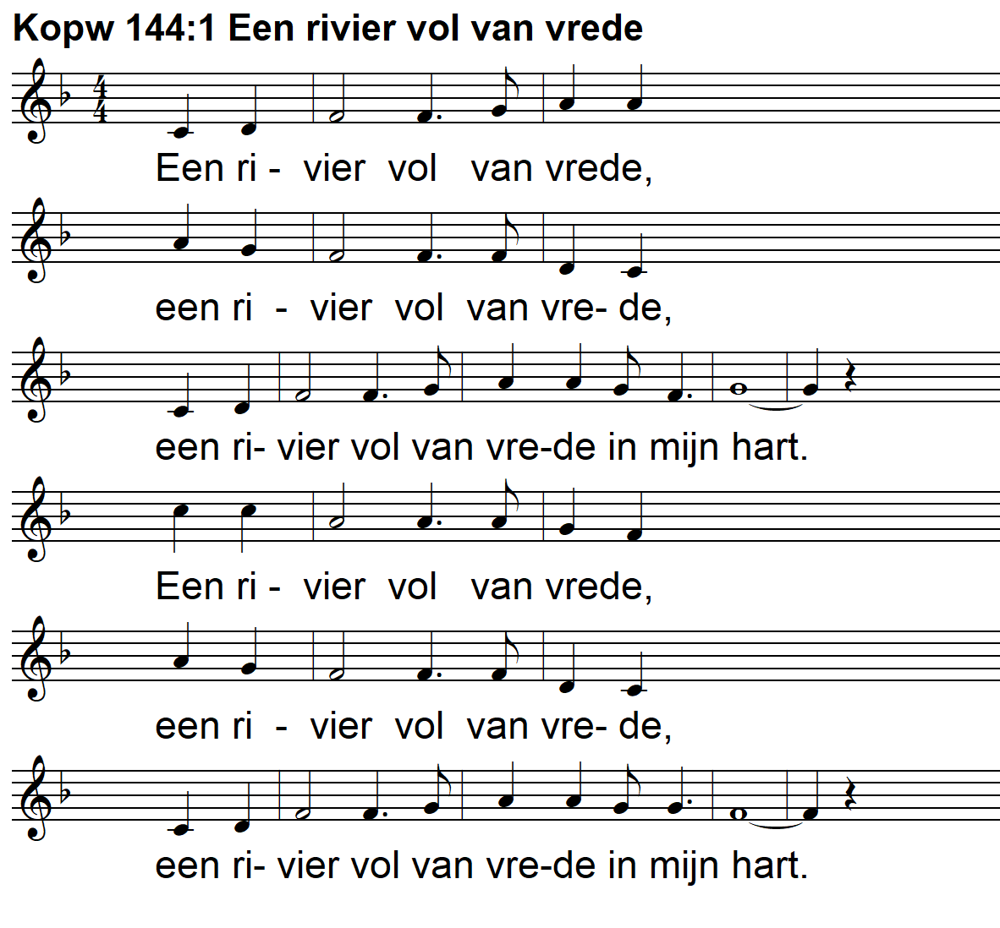 Kopw 144:1 Een rivier vol van vrede
4
4
Een ri - vier vol van vrede,
een ri - vier vol van vre- de,
een ri- vier vol van vre-de in mijn hart.
Een ri - vier vol van vrede,
een ri - vier vol van vre- de,
een ri- vier vol van vre-de in mijn hart.